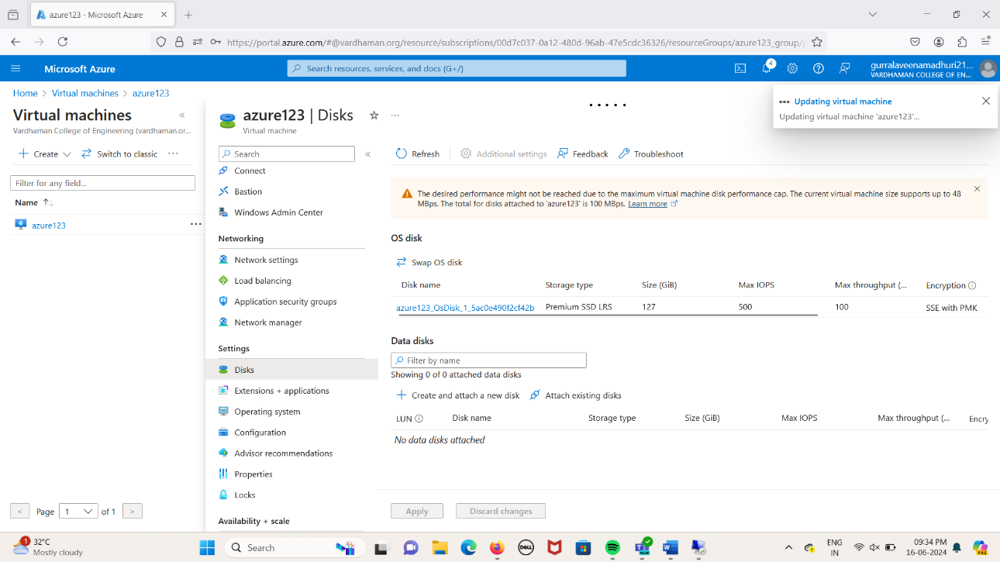 azure123 - Microsoft Azure
https://portal.azure.com/#@vardhaman.org/resource/subscriptions/00d7c037-0a12-480d-96ab-47e5cdc36326/resourceGroups/azure123_group/
Microsoft Azure
Search resources, services, and docs (G+/)
4
gurralaveenamadhuri21...
VARDHAMAN COLLEGE OF EN...
Home > Virtual machines > azure123
Updating virtual machine
Updating virtual machine 'azure123'...
Virtual machines
Vardhaman College of Engineering (vardhaman.or...
Create
Switch to classic
Filter for any field...
Name
azure123
Page 1 of 1
azure123 | Disks
Virtual machine
Search
Connect
Bastion
Windows Admin Center
Networking
Network settings
Load balancing
Application security groups
Network manager
Settings
Disks
Extensions + applications
Operating system
Configuration
Advisor recommendations
Properties
Locks
Availability + scale
Refresh
Additional settings
Feedback
Troubleshoot
The desired performance might not be reached due to the maximum virtual machine disk performance cap. The current virtual machine size supports up to 48
MBps. The total for disks attached to 'azure123' is 100 MBps. Learn more
OS disk
Swap OS disk
Disk name Storage type Size (GiB) Max IOPS Max throughput (... Encryption
azure123_OsDisk_1_5ac0e490f2cf42b Premium SSD LRS 127 500 100 SSE with PMK
Data disks
Filter by name
Showing 0 of 0 attached data disks
Create and attach a new disk
Attach existing disks
LUN Disk name Storage type Size (GiB) Max IOPS Max throughput (... Encry
No data disks attached
Apply
Discard changes
1
32°C
Mostly cloudy
Search
DELL
NEW
ENG
IN
09:34 PM
16-06-2024
PRE